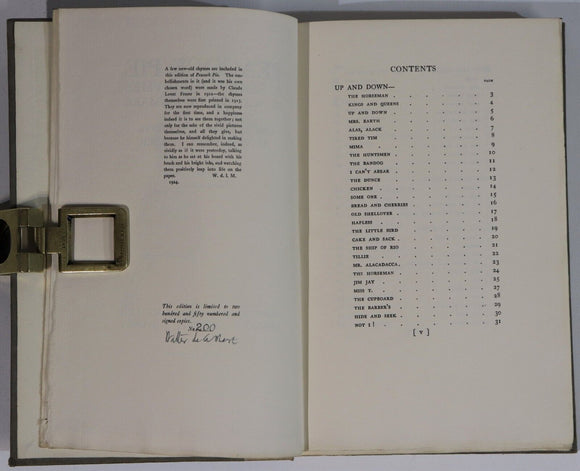 A few new-old rhymes are included in
this edition of Peacock Pie. The em-
bellishments in it (and it was his own
chosen word) were made by Claude
Lovat Fraser in 1912—the rhymes
themselves were first printed in 1913.
They are now reproduced in company
for the first time, and a happiness
indeed it is to see them together; not
only for the sake of the vivid pictures
themselves, and all they give, but
because he himself delighted in making
them. I can remember, indeed, as
vividly as if it were yesterday, talking
to him as he sat at his board with his
brush and his bright inks, and watching
them positively leap into life on the
paper. W. d. l. M.
1924.
This edition is limited to two
hundred and fifty numbered and
signed copies.
No 200
Walter de la Mare
CONTENTS
PAGE
UP AND DOWN—
THE HORSEMAN . . . . . . 3
KINGS AND QUEENS . . . . . . 4
UP AND DOWN . . . . . . 5
MRS. EARTH . . . . . . 6
ALAS, ALACK . . . . . . 7
TIRED TIM . . . . . . 8
MIMA . . . . . . 9
THE HUNTSMEN . . . . . . 10
THE BANDOG . . . . . . 11
I CAN'T ABEAR . . . . . . 12
THE DUNCE . . . . . . 13
CHICKEN . . . . . . 14
SOME ONE . . . . . . 15
BREAD AND CHERRIES . . . . . . 16
OLD SHELLOVER . . . . . . 17
HAPLESS . . . . . . 18
THE LITTLE BIRD . . . . . . 19
CAKE AND SACK . . . . . . 20
THE SHIP OF RIO . . . . . . 21
TILLIE . . . . . . 22
MR. ALACADACCA . . . . . . 23
THE HORSEMAN . . . . . . 24
JIM JAY . . . . . . 25
MISS T. . . . . . . 27
THE CUPBOARD . . . . . . 28
THE BARBER'S . . . . . . 29
HIDE AND SEEK . . . . . . 30
NOT I! . . . . . . 31
[ V ]